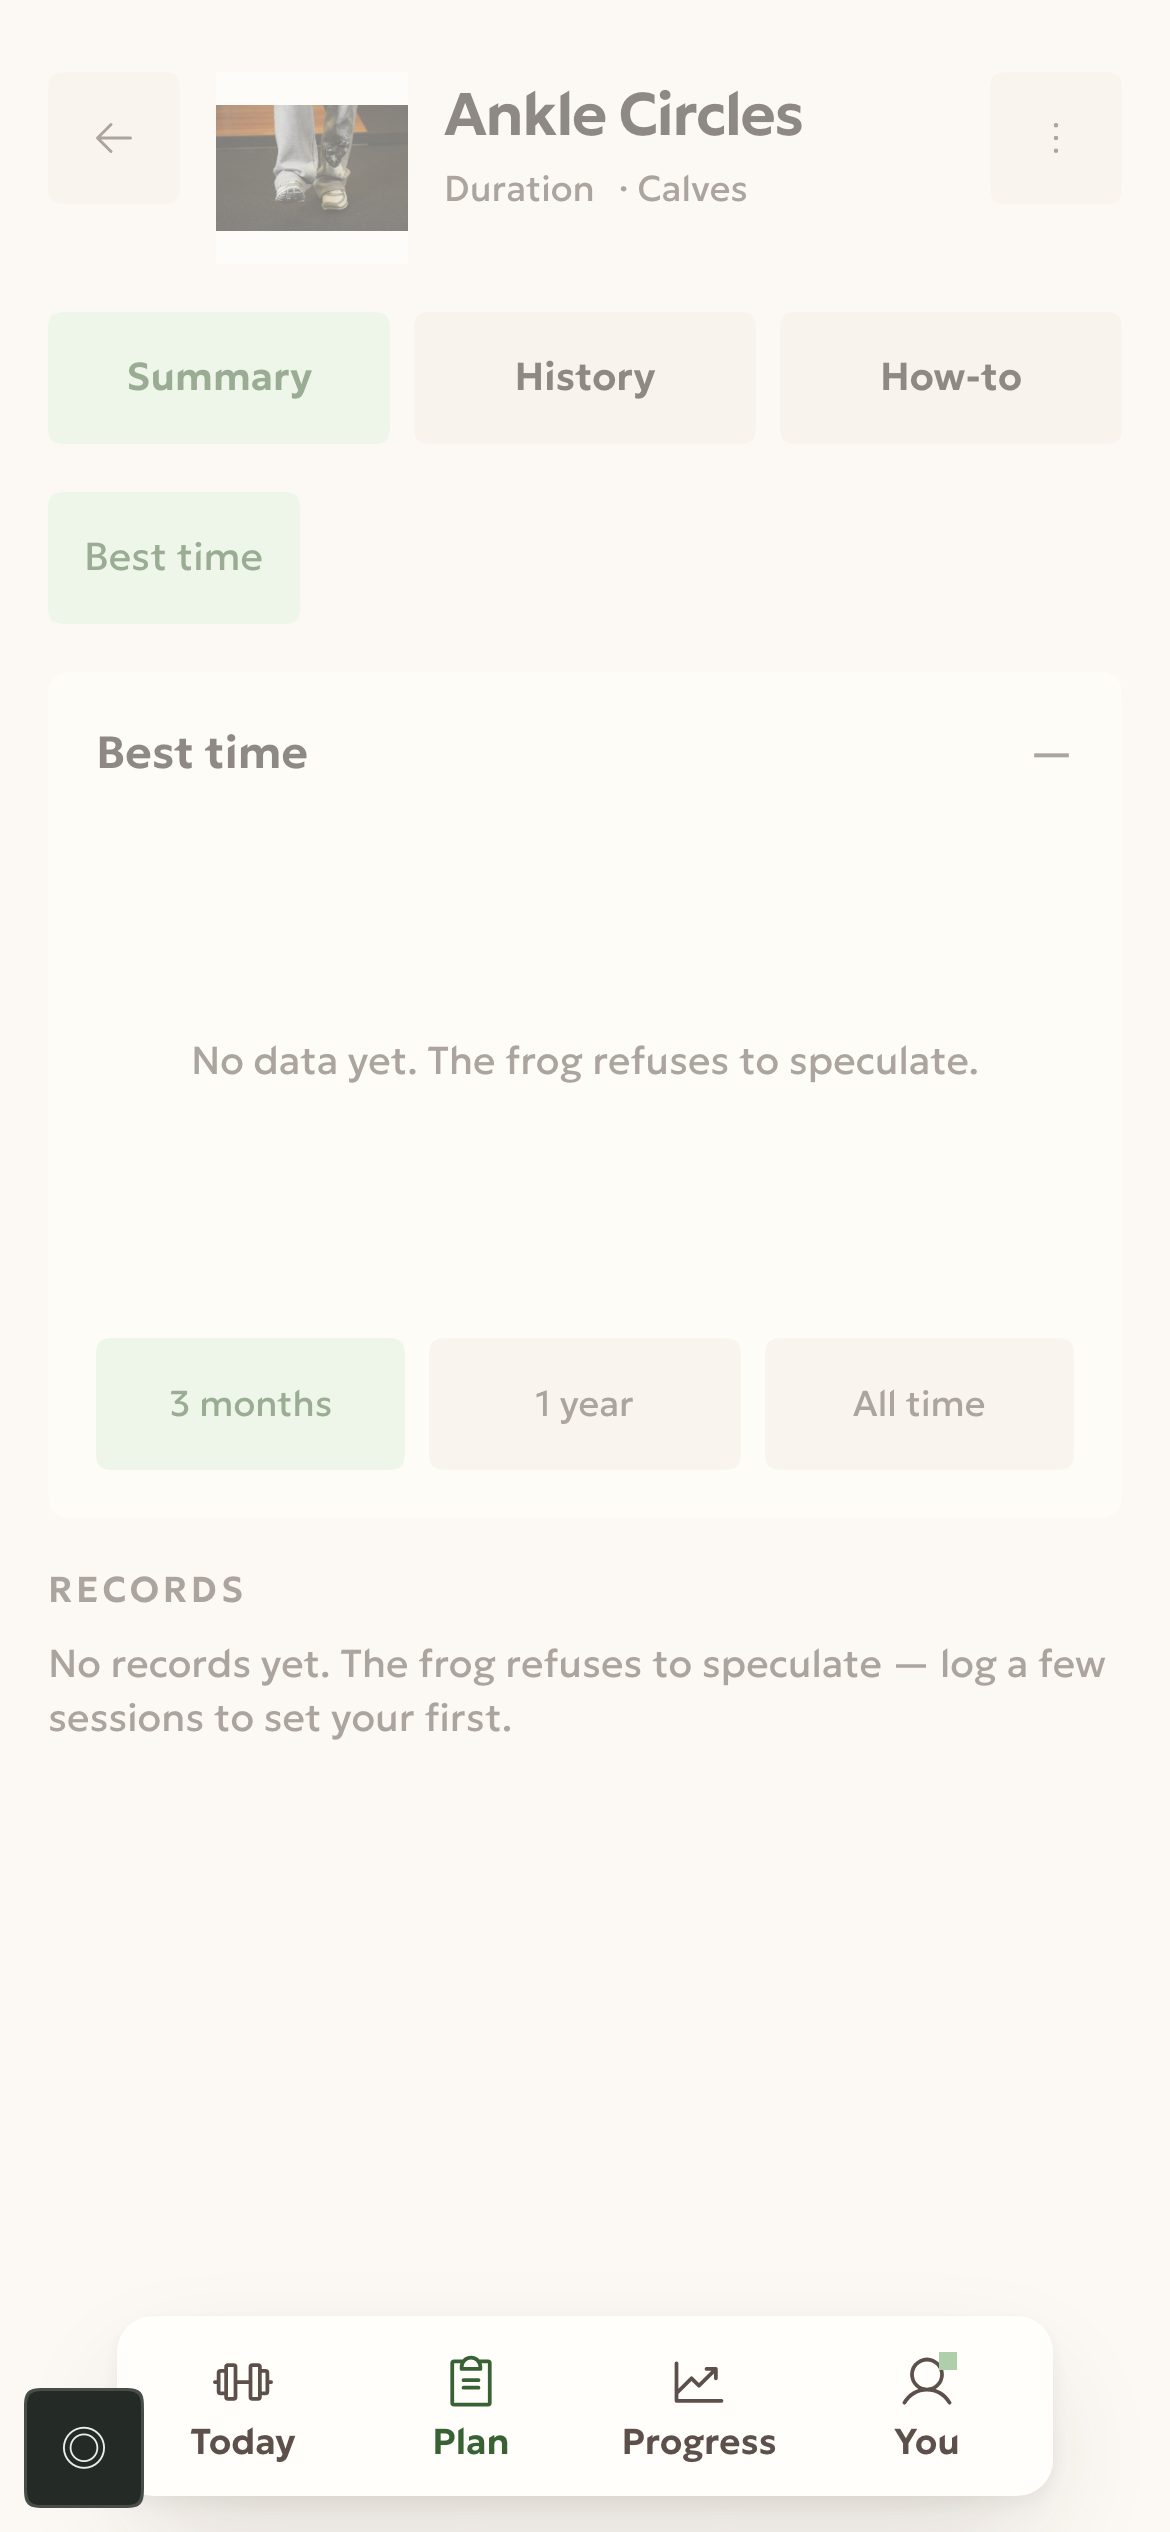 Ankle Circles
Duration · Calves
Summary
History
How-to
Best time
Best time
—
No data yet. The frog refuses to speculate.
3 months
1 year
All time
RECORDS
No records yet. The frog refuses to speculate — log a few
sessions to set your first.
Today
Plan
Progress
You